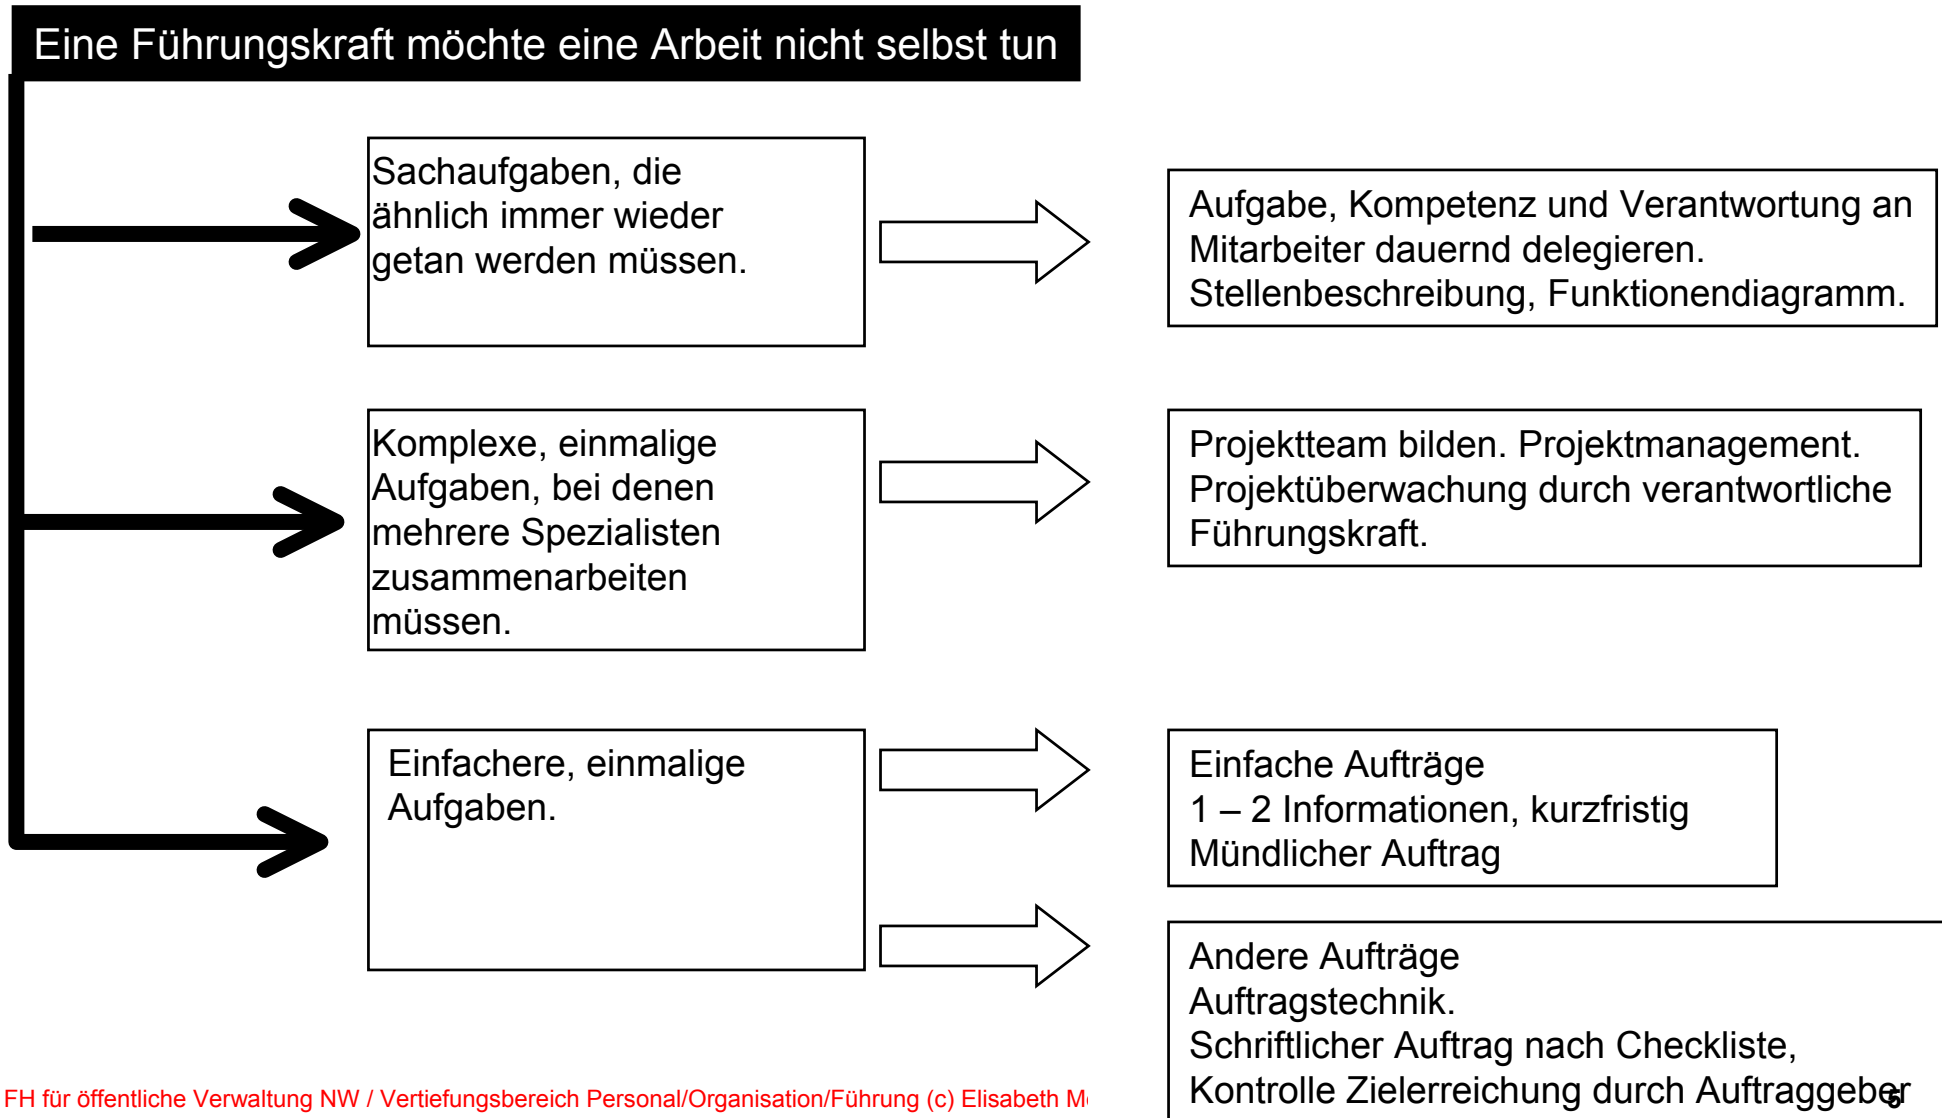 Eine Führungskraft möchte eine Arbeit nicht selbst tun
Sachaufgaben, die
ähnlich immer wieder
getan werden müssen.
Aufgabe, Kompetenz und Verantwortung an
Mitarbeiter dauernd delegieren.
Stellenbeschreibung, Funktionendiagramm.
Komplexe, einmalige
Aufgaben, bei denen
mehrere Spezialisten
zusammenarbeiten
müssen.
Projektteam bilden. Projektmanagement.
Projektüberwachung durch verantwortliche
Führungskraft.
Einfachere, einmalige
Aufgaben.
Einfache Aufträge
1 – 2 Informationen, kurzfristig
Mündlicher Auftrag
Andere Aufträge
Auftragstechnik.
Schriftlicher Auftrag nach Checkliste,
Kontrolle Zielerreichung durch Auftraggeber
FH für öffentliche Verwaltung NW / Vertiefungsbereich Personal/Organisation/Führung (c) Elisabeth